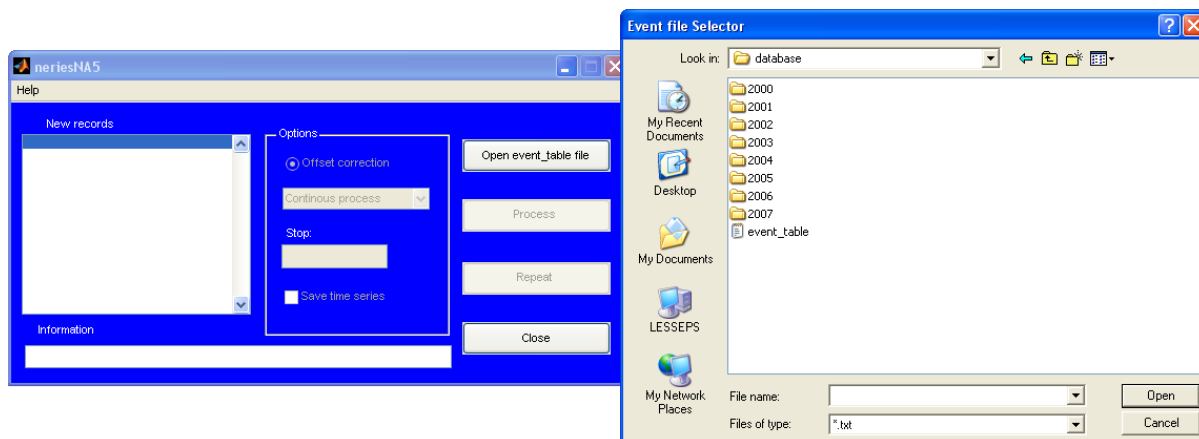 neriesNA5
Help
New records
Options
Offset correction
Continous process
Stop:
Save time series
Open event_table file
Process
Repeat
Close
Information
Event file Selector
Look in:
database
My Recent
Documents
Desktop
My Documents
LESSEPS
My Network
Places
2000
2001
2002
2003
2004
2005
2006
2007
event_table
File name:
Open
Files of type:
*.txt
Cancel